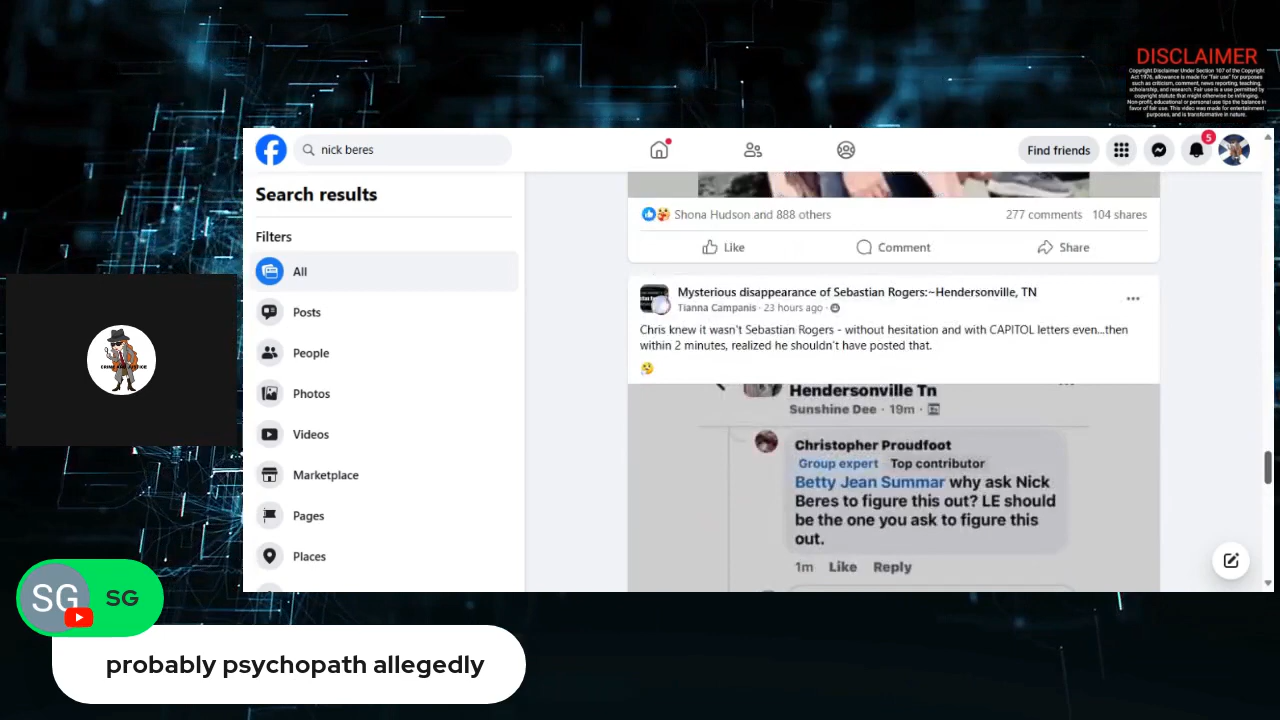 DISCLAIMER
Copyright Disclaimer Under Section 107 of the Copyright
Act 1976, allowance is made for "fair use" for purposes
such as criticism, comment, news reporting, teaching,
scholarship, and research. Fair use is a use permitted by
copyright statute that might otherwise be infringing.
Non-profit, educational or personal use tips the balance in
favor of fair use. This video was made for entertainment
purposes, and is transformative in nature.
nick beres
Find friends
5
Search results
Filters
All
Posts
People
Photos
Videos
Marketplace
Pages
Places
Shona Hudson and 888 others
277 comments 104 shares
Like
Comment
Share
Mysterious disappearance of Sebastian Rogers:~Hendersonville, TN
Tianna Campanis · 23 hours ago ·
Chris knew it wasn't Sebastian Rogers - without hesitation and with CAPITOL letters even...then
within 2 minutes, realized he shouldn't have posted that.
Hendersonville Tn
Sunshine Dee · 19m ·
Christopher Proudfoot
Group expert Top contributor
Betty Jean Summar why ask Nick
Beres to figure this out? LE should
be the one you ask to figure this
out.
1m Like Reply
CRIME AND JUSTICE
SG
SG
probably psychopath allegedly